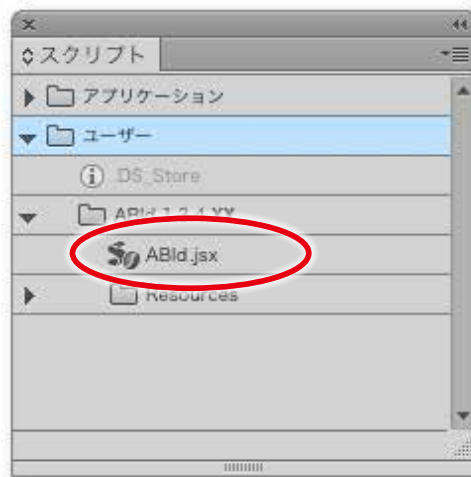 スクリプト
アプリケーション
ユーザー
DS_Store
ABId.jsx
Resources